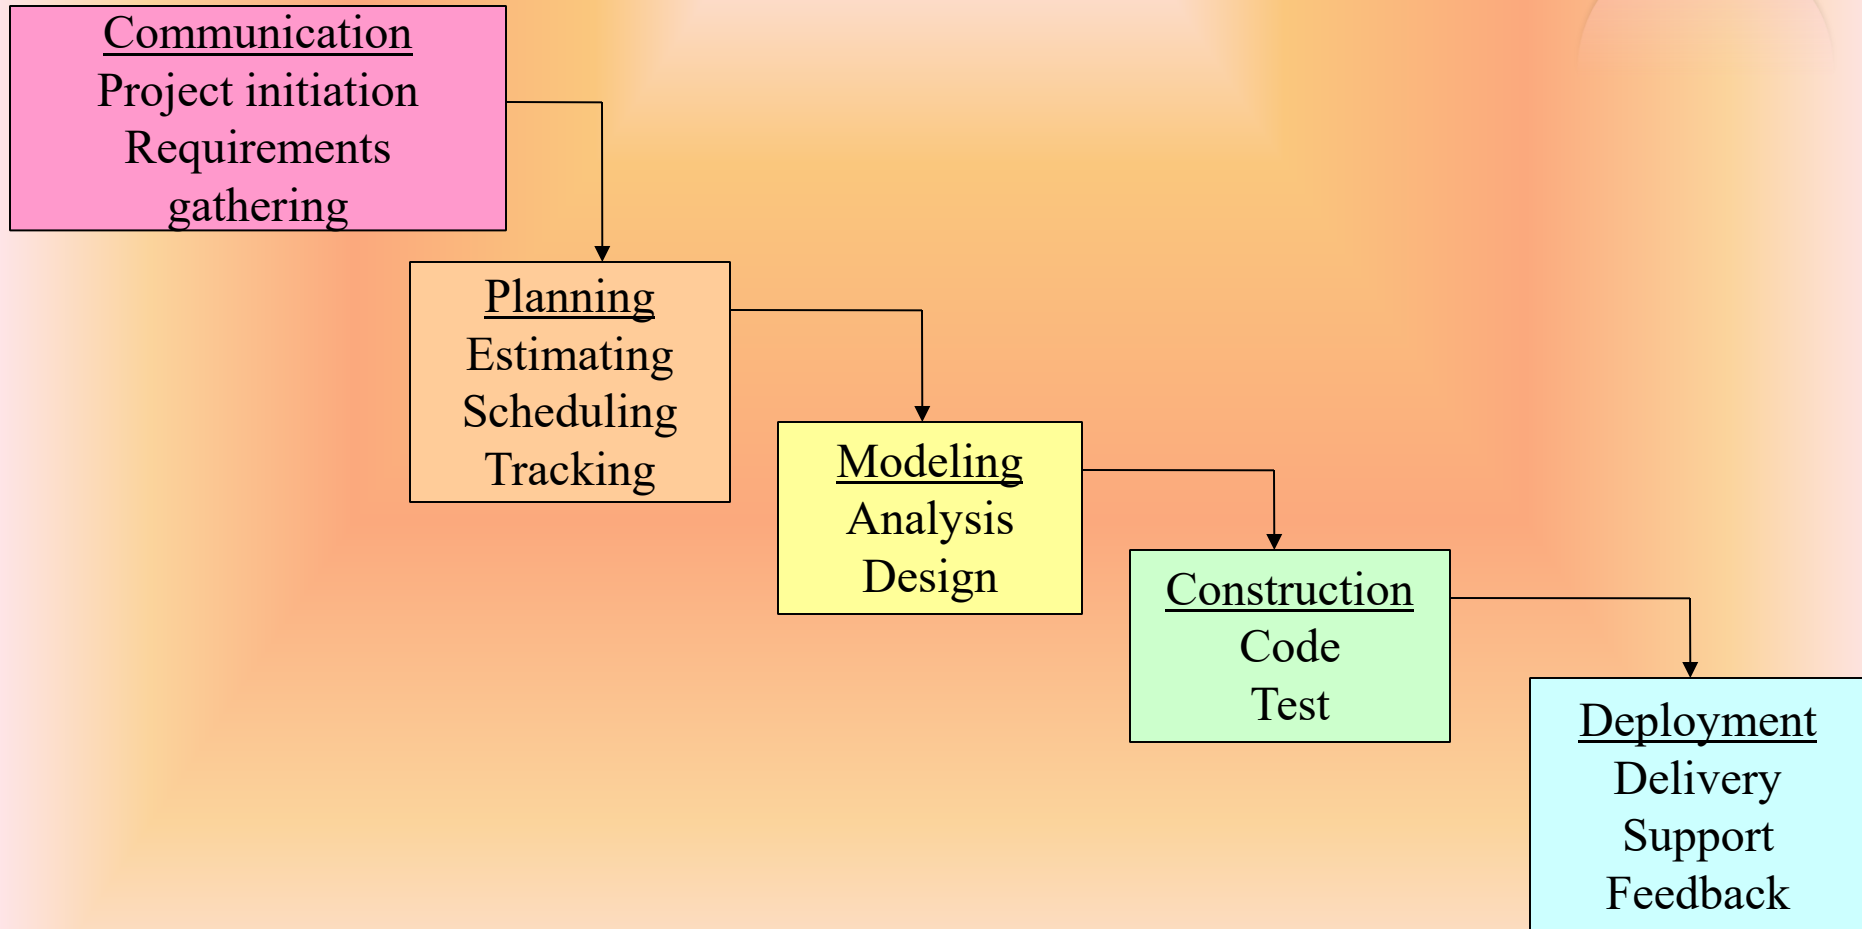 Communication
Project initiation
Requirements
gathering
Planning
Estimating
Scheduling
Tracking
Modeling
Analysis
Design
Construction
Code
Test
Deployment
Delivery
Support
Feedback